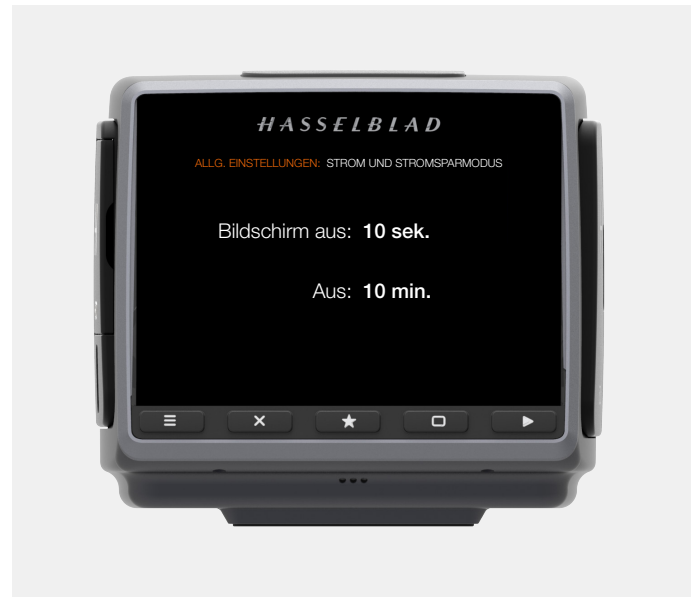 HASSELBLAD
ALLG. EINSTELLUNGEN: STROM UND STROMSPARMODUS
Bildschirm aus: 10 sek.
Aus: 10 min.